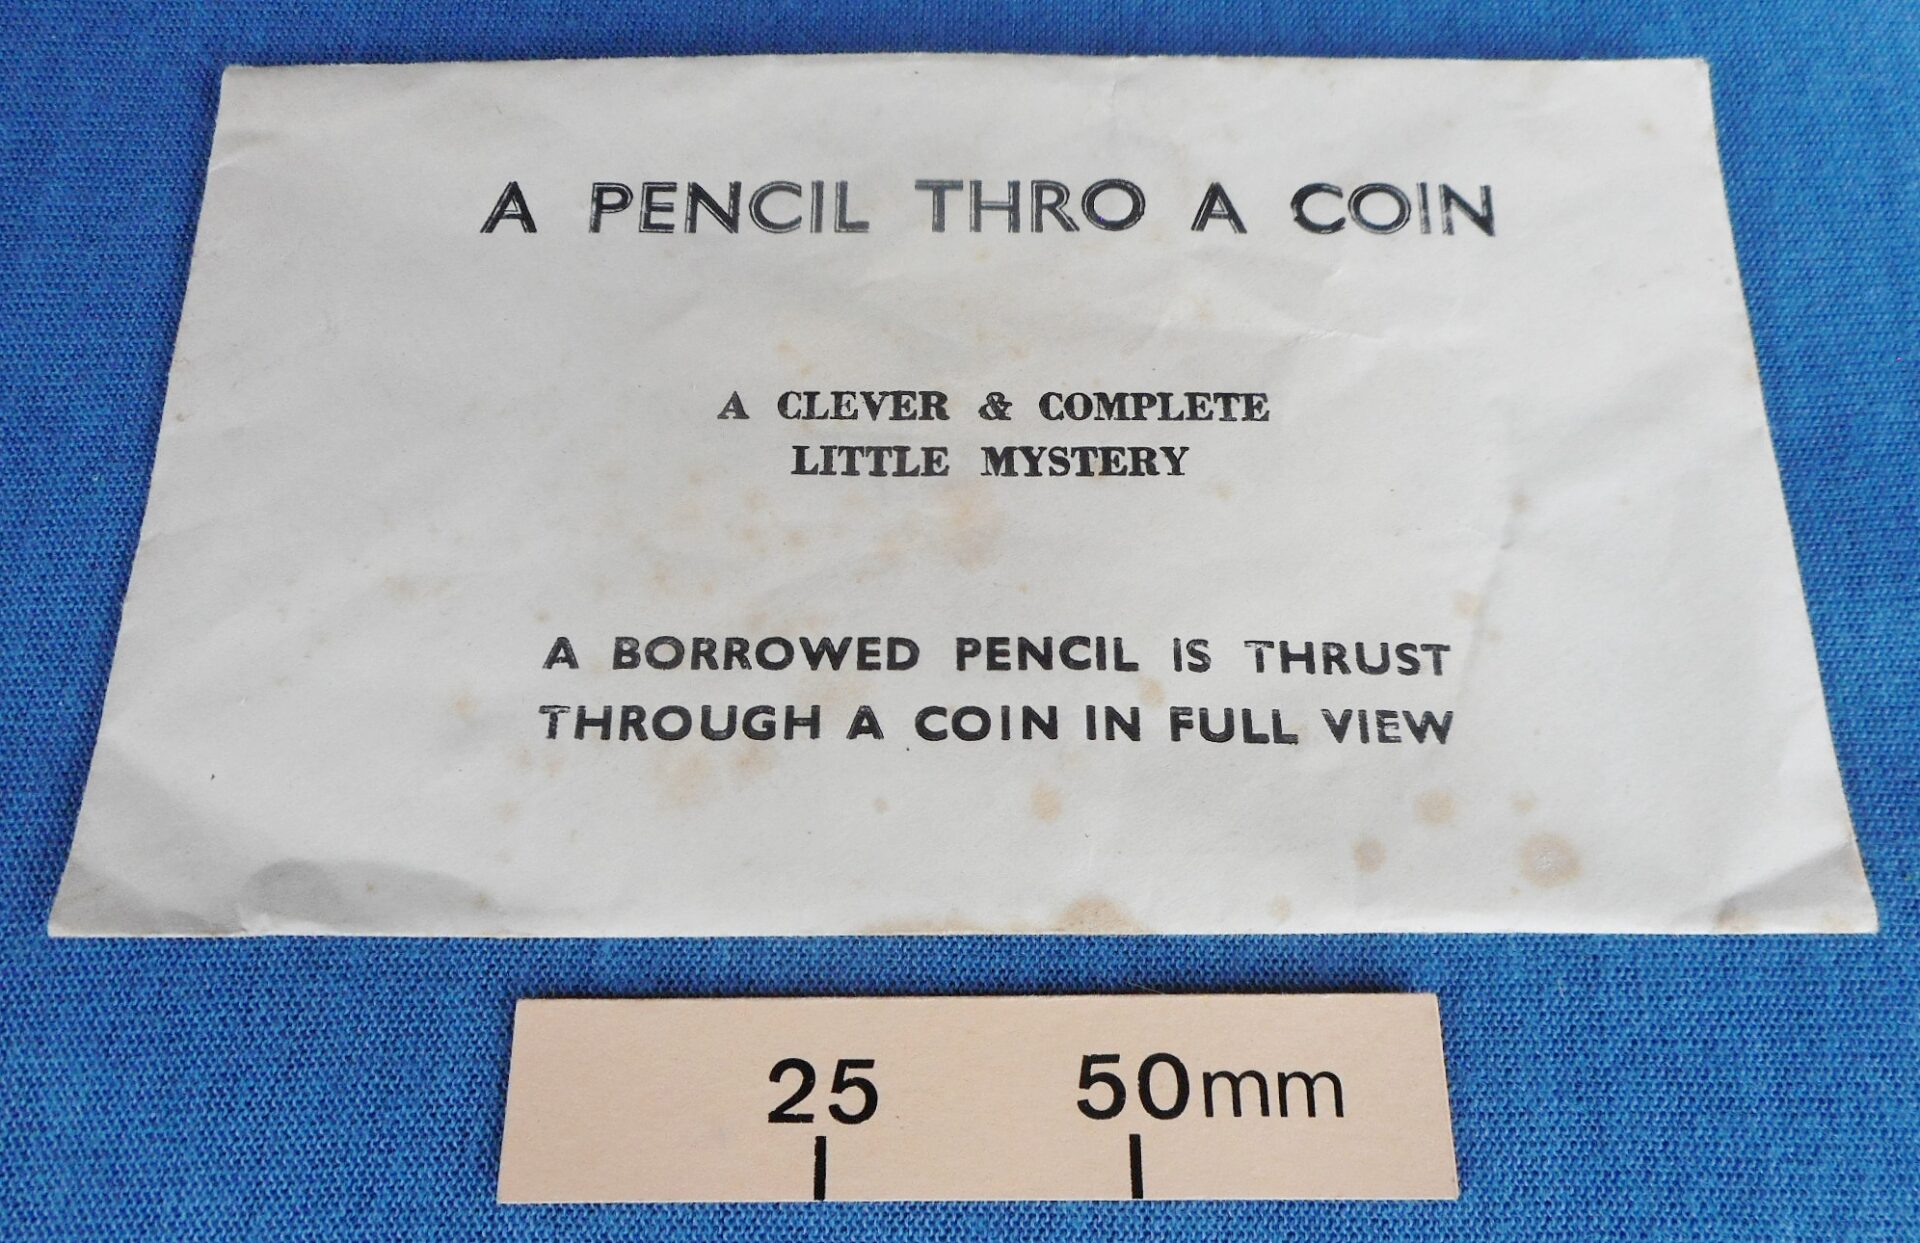 A PENCIL THRO A COIN
A CLEVER & COMPLETE
LITTLE MYSTERY
A BORROWED PENCIL IS THRUST
THROUGH A COIN IN FULL VIEW
25 50mm